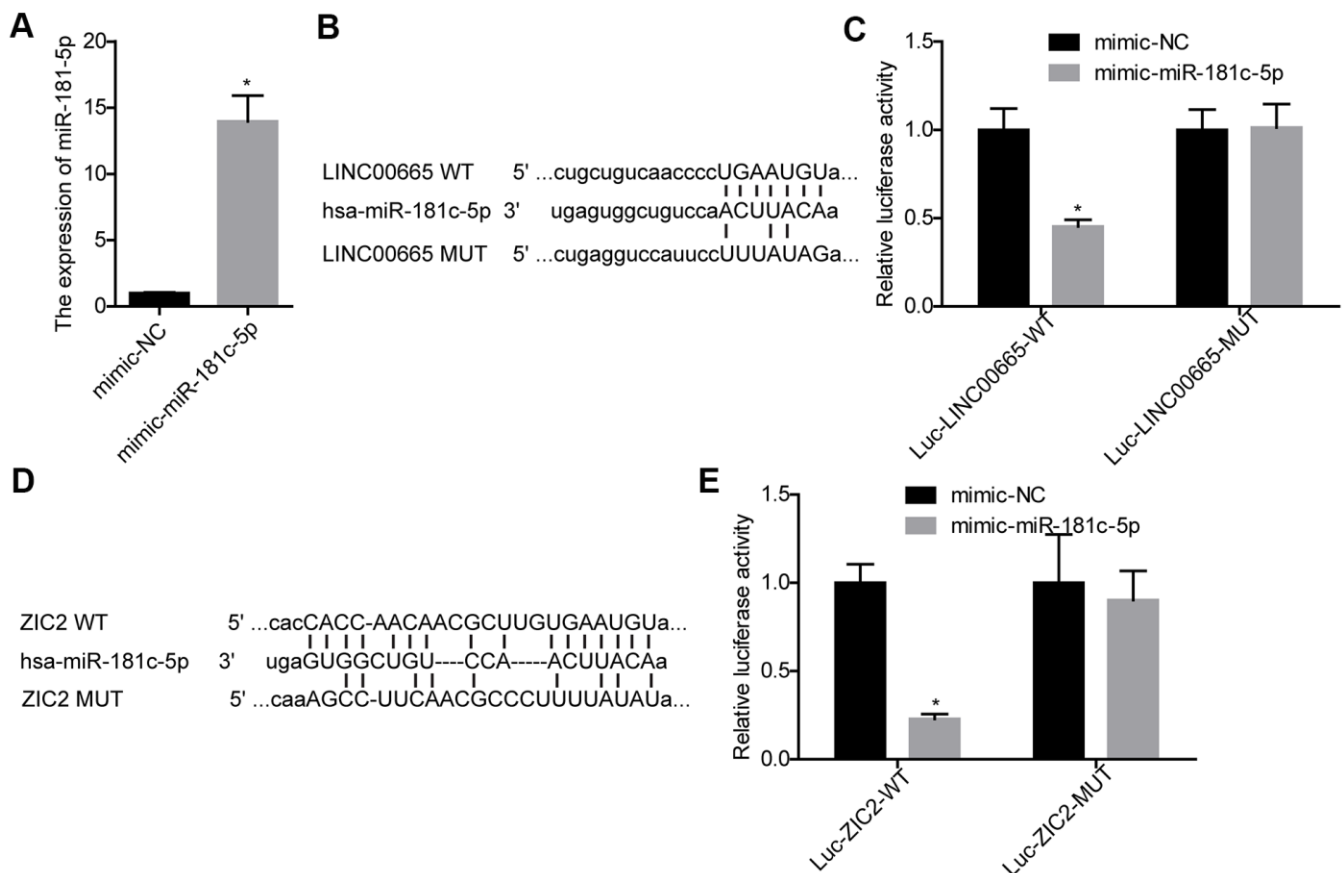 A
The expression of miR-181-5p
20
15
10
5
0
*
mimic-NC
mimic-miR-181c-5p
B
LINC00665 WT 5' ...cugcugucaaccccUGAAUGUa...
hsa-miR-181c-5p 3' ugaguggcuguccaACUUACAa
LINC00665 MUT 5' ...cugagguccauuccUUUAUAGa...
C
mimic-NC
mimic-miR-181c-5p
Relative luciferase activity
1.5
1.0
0.5
0.0
*
Luc-LINC00665-WT
Luc-LINC00665-MUT
D
ZIC2 WT 5' ...cacCACC-AACAACGCUUGUGAAUGUa...
hsa-miR-181c-5p 3' ugaGUGGCUGU----CCA-----ACUUACAa
ZIC2 MUT 5' ...caaAGCC-UUCAACGCCCUUUUAUAUa...
E
mimic-NC
mimic-miR-181c-5p
Relative luciferase activity
1.5
1.0
0.5
0.0
*
Luc-ZIC2-WT
Luc-ZIC2-MUT